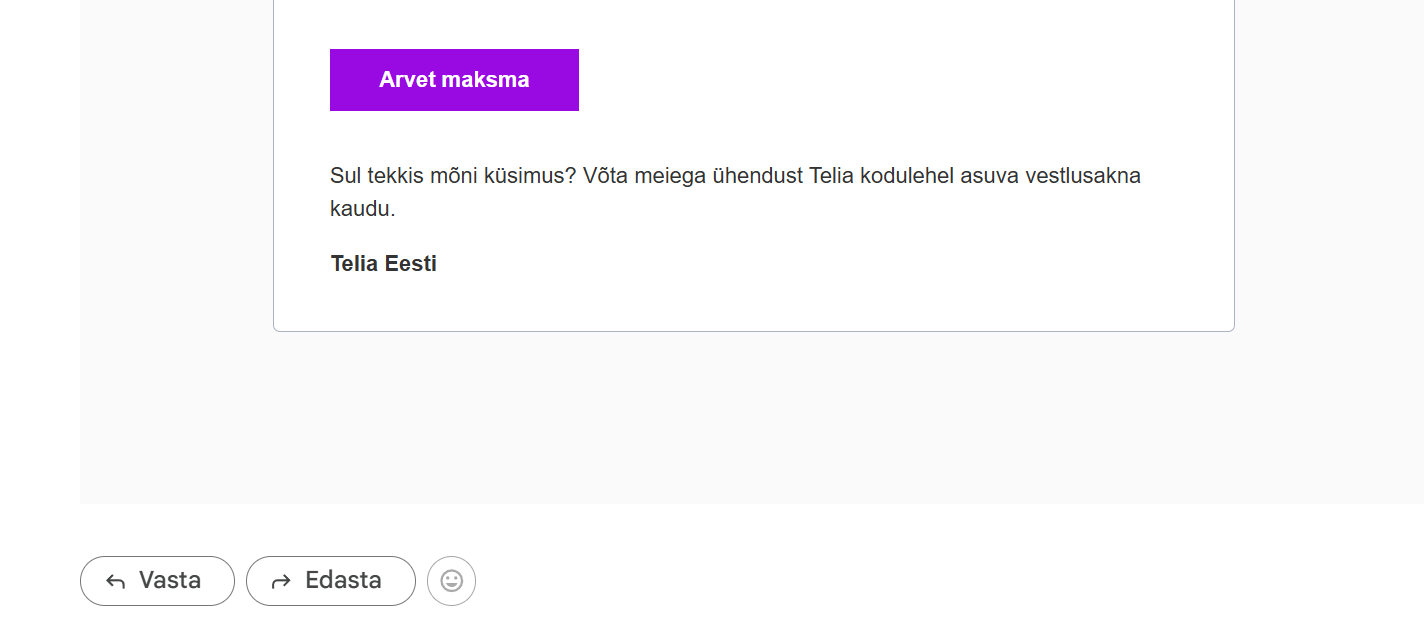 Arvet maksma
Sul tekkis mõni küsimus? Võta meiega ühendust Telia kodulehel asuva vestlusakna
kaudu.
Telia Eesti
Vasta
Edasta